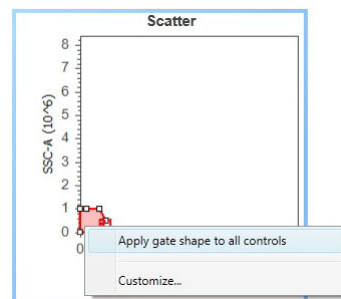 Scatter
8
7
6
5
4
3
2
1
0
SSC-A (10^6)
0
Apply gate shape to all controls
Customize...